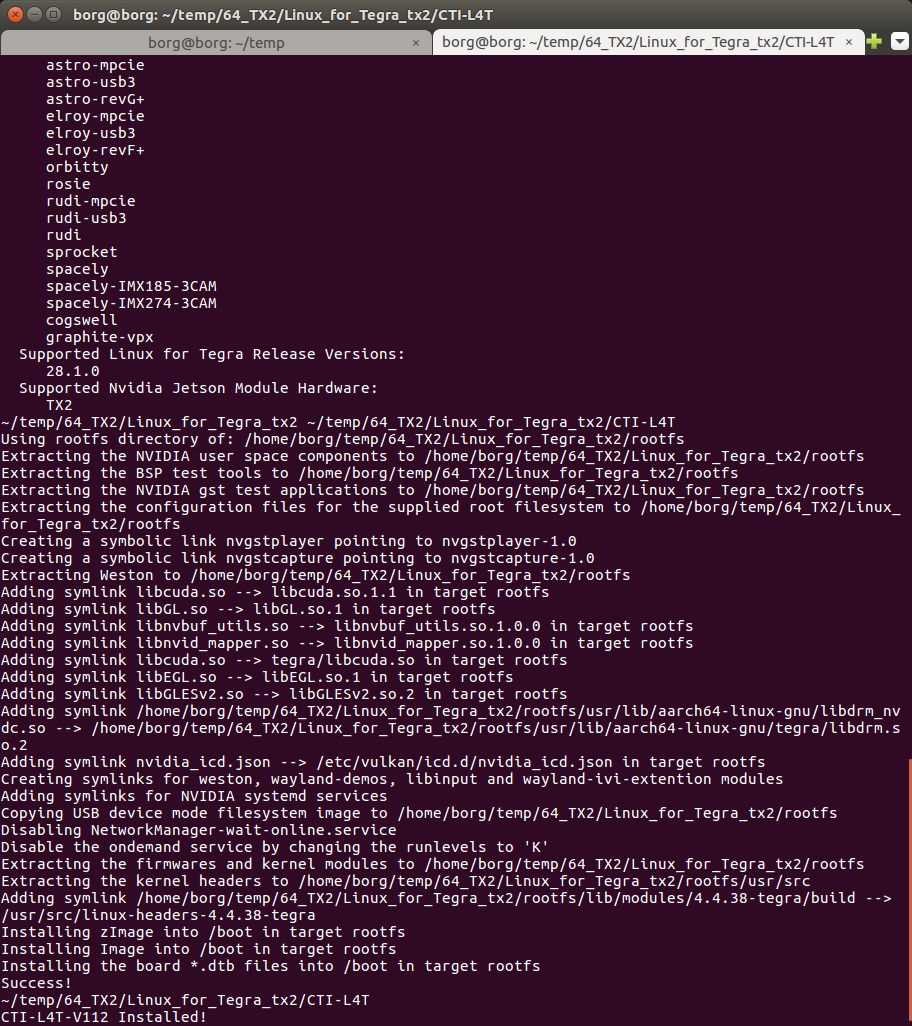 borg@borg: ~/temp/64_TX2/Linux_for_Tegra_tx2/CTI-L4T
borg@borg: ~/temp × borg@borg: ~/temp/64_TX2/Linux_for_Tegra_tx2/CTI-L4T ×
astro-mpcie
astro-usb3
astro-revG+
elroy-mpcie
elroy-usb3
elroy-revF+
orbitty
rosie
rudi-mpcie
rudi-usb3
rudi
sprocket
spacely
spacely-IMX185-3CAM
spacely-IMX274-3CAM
cogswell
graphite-vpx
Supported Linux for Tegra Release Versions:
28.1.0
Supported Nvidia Jetson Module Hardware:
TX2
~/temp/64_TX2/Linux_for_Tegra_tx2 ~/temp/64_TX2/Linux_for_Tegra_tx2/CTI-L4T
Using rootfs directory of: /home/borg/temp/64_TX2/Linux_for_Tegra_tx2/rootfs
Extracting the NVIDIA user space components to /home/borg/temp/64_TX2/Linux_for_Tegra_tx2/rootfs
Extracting the BSP test tools to /home/borg/temp/64_TX2/Linux_for_Tegra_tx2/rootfs
Extracting the NVIDIA gst test applications to /home/borg/temp/64_TX2/Linux_for_Tegra_tx2/rootfs
Extracting the configuration files for the supplied root filesystem to /home/borg/temp/64_TX2/Linux_
for_Tegra_tx2/rootfs
Creating a symbolic link nvgstplayer pointing to nvgstplayer-1.0
Creating a symbolic link nvgstcapture pointing to nvgstcapture-1.0
Extracting Weston to /home/borg/temp/64_TX2/Linux_for_Tegra_tx2/rootfs
Adding symlink libcuda.so --> libcuda.so.1.1 in target rootfs
Adding symlink libGL.so --> libGL.so.1 in target rootfs
Adding symlink libnvbuf_utils.so --> libnvbuf_utils.so.1.0.0 in target rootfs
Adding symlink libnvid_mapper.so --> libnvid_mapper.so.1.0.0 in target rootfs
Adding symlink libcuda.so --> tegra/libcuda.so in target rootfs
Adding symlink libEGL.so --> libEGL.so.1 in target rootfs
Adding symlink libGLESv2.so --> libGLESv2.so.2 in target rootfs
Adding symlink /home/borg/temp/64_TX2/Linux_for_Tegra_tx2/rootfs/usr/lib/aarch64-linux-gnu/libdrm_nv
dc.so --> /home/borg/temp/64_TX2/Linux_for_Tegra_tx2/rootfs/usr/lib/aarch64-linux-gnu/tegra/libdrm.s
o.2
Adding symlink nvidia_icd.json --> /etc/vulkan/icd.d/nvidia_icd.json in target rootfs
Creating symlinks for weston, wayland-demos, libinput and wayland-ivi-extention modules
Adding symlinks for NVIDIA systemd services
Copying USB device mode filesystem image to /home/borg/temp/64_TX2/Linux_for_Tegra_tx2/rootfs
Disabling NetworkManager-wait-online.service
Disable the ondemand service by changing the runlevels to 'K'
Extracting the firmwares and kernel modules to /home/borg/temp/64_TX2/Linux_for_Tegra_tx2/rootfs
Extracting the kernel headers to /home/borg/temp/64_TX2/Linux_for_Tegra_tx2/rootfs/usr/src
Adding symlink /home/borg/temp/64_TX2/Linux_for_Tegra_tx2/rootfs/lib/modules/4.4.38-tegra/build -->
/usr/src/linux-headers-4.4.38-tegra
Installing zImage into /boot in target rootfs
Installing Image into /boot in target rootfs
Installing the board *.dtb files into /boot in target rootfs
Success!
~/temp/64_TX2/Linux_for_Tegra_tx2/CTI-L4T
CTI-L4T-V112 Installed!